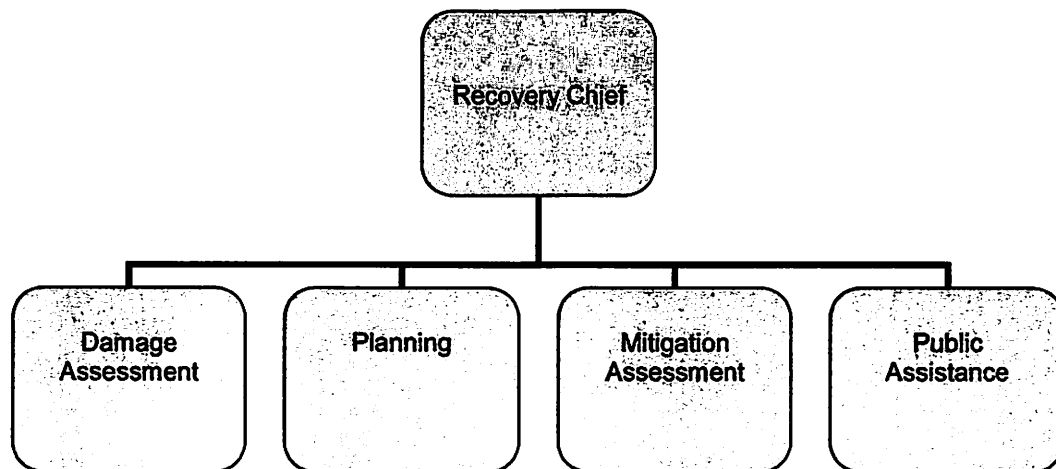 Recovery Chief
Damage
Assessment
Planning
Mitigation
Assessment
Public
Assistance